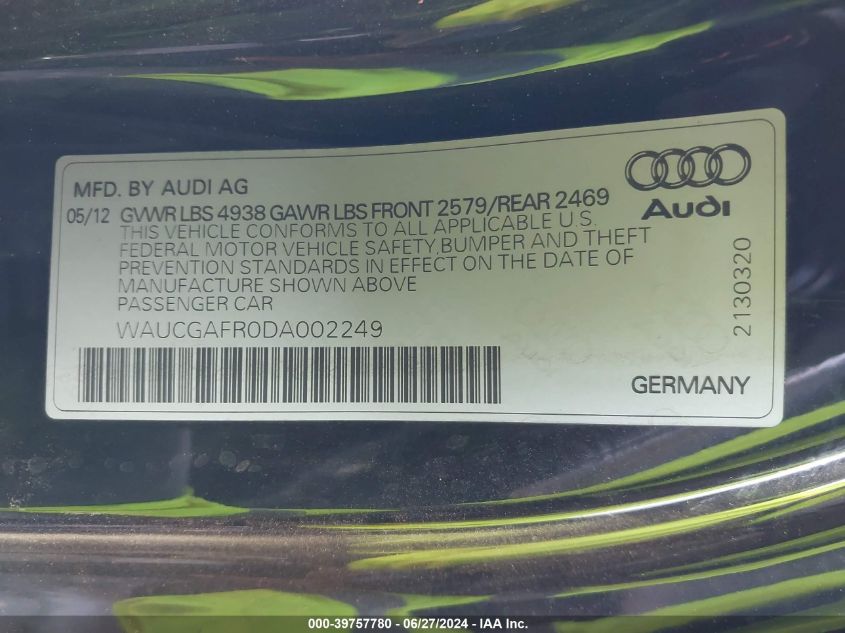 MFD. BY AUDI AG
05/12 GVWR LBS 4938 GAWR LBS FRONT 2579/REAR 2469
THIS VEHICLE CONFORMS TO ALL APPLICABLE U.S.
FEDERAL MOTOR VEHICLE SAFETY,BUMPER AND THEFT
PREVENTION STANDARDS IN EFFECT ON THE DATE OF
MANUFACTURE SHOWN ABOVE
PASSENGER CAR
WAUCGAFR0DA002249
Audi
2130320
GERMANY
000-39757780 - 06/27/2024 - IAA Inc.